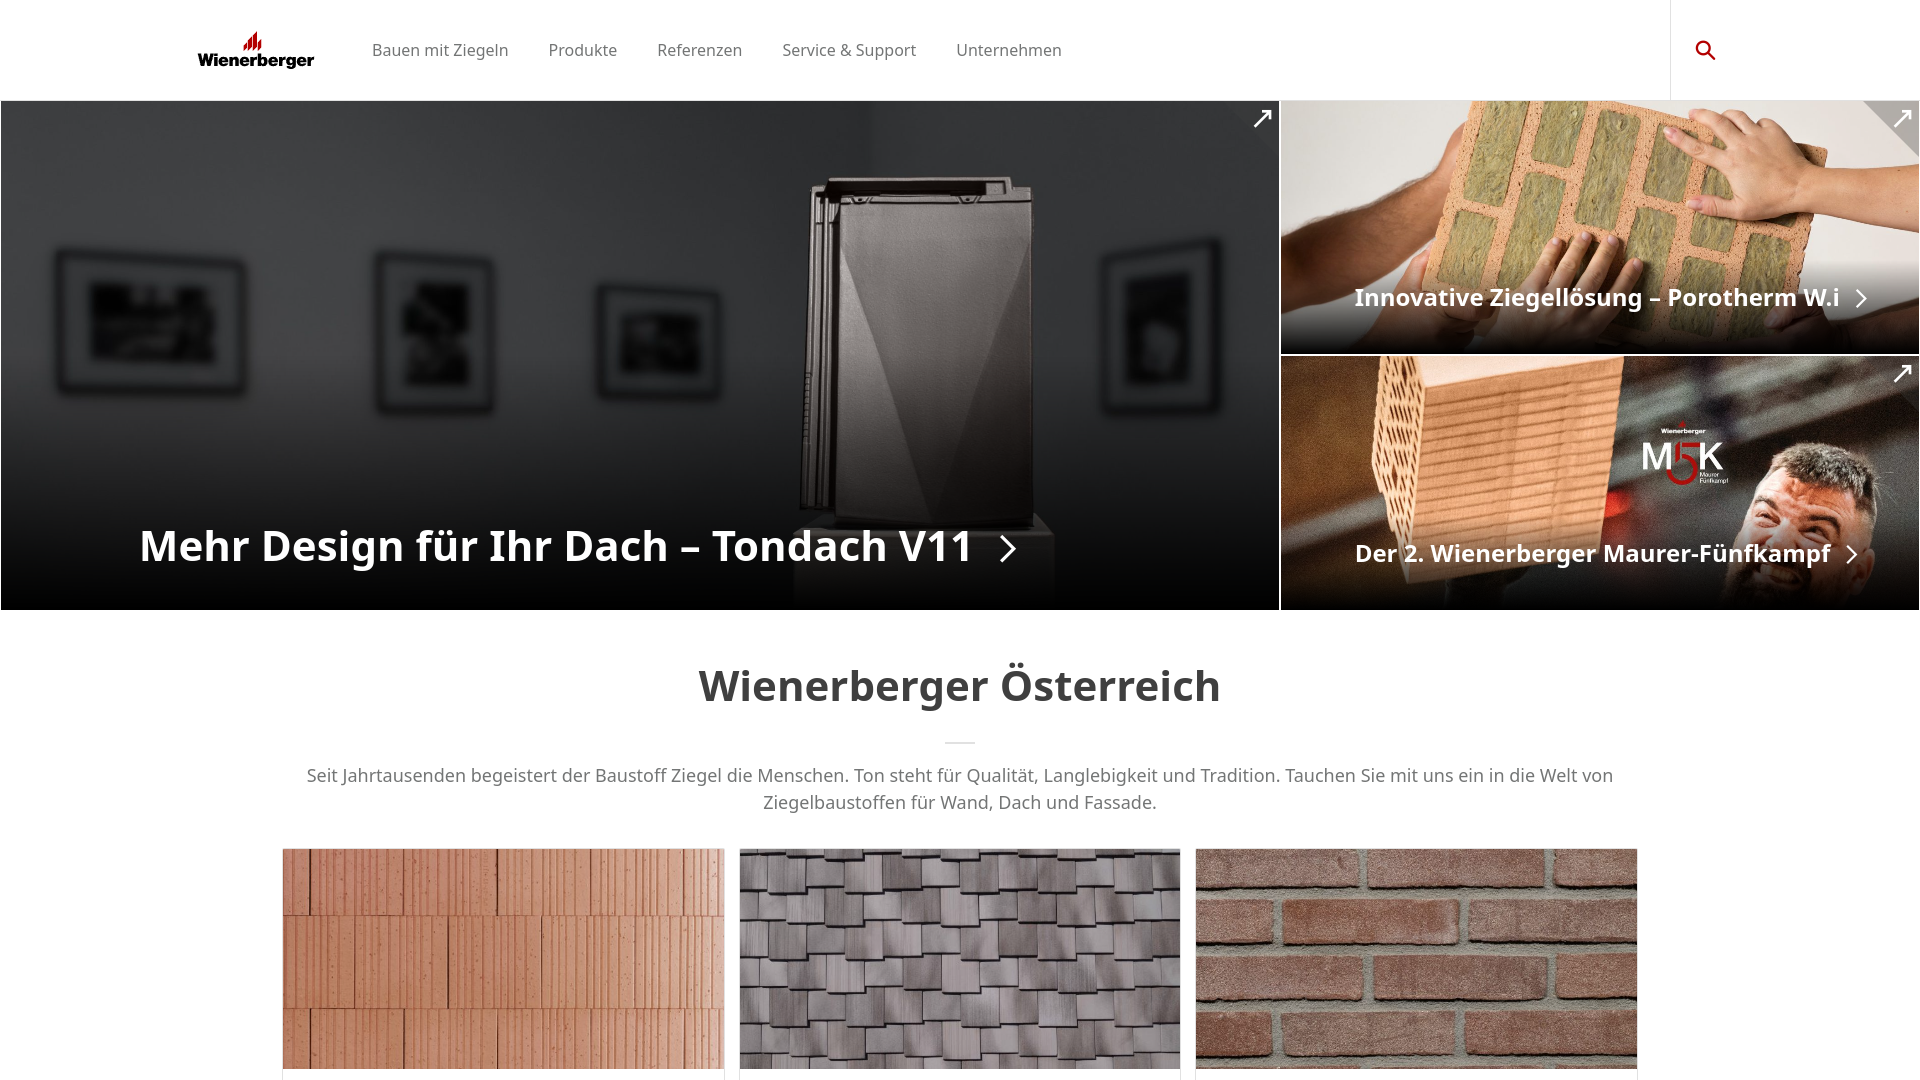 Wienerberger
Bauen mit Ziegeln
Produkte
Referenzen
Service & Support
Unternehmen
Mehr Design für Ihr Dach – Tondach V11
Innovative Ziegellösung – Porotherm W.i
Wienerberger
M5K
Maurer
Fünfkampf
Der 2. Wienerberger Maurer-Fünfkampf
Wienerberger Österreich
Seit Jahrtausenden begeistert der Baustoff Ziegel die Menschen. Ton steht für Qualität, Langlebigkeit und Tradition. Tauchen Sie mit uns ein in die Welt von
Ziegelbaustoffen für Wand, Dach und Fassade.